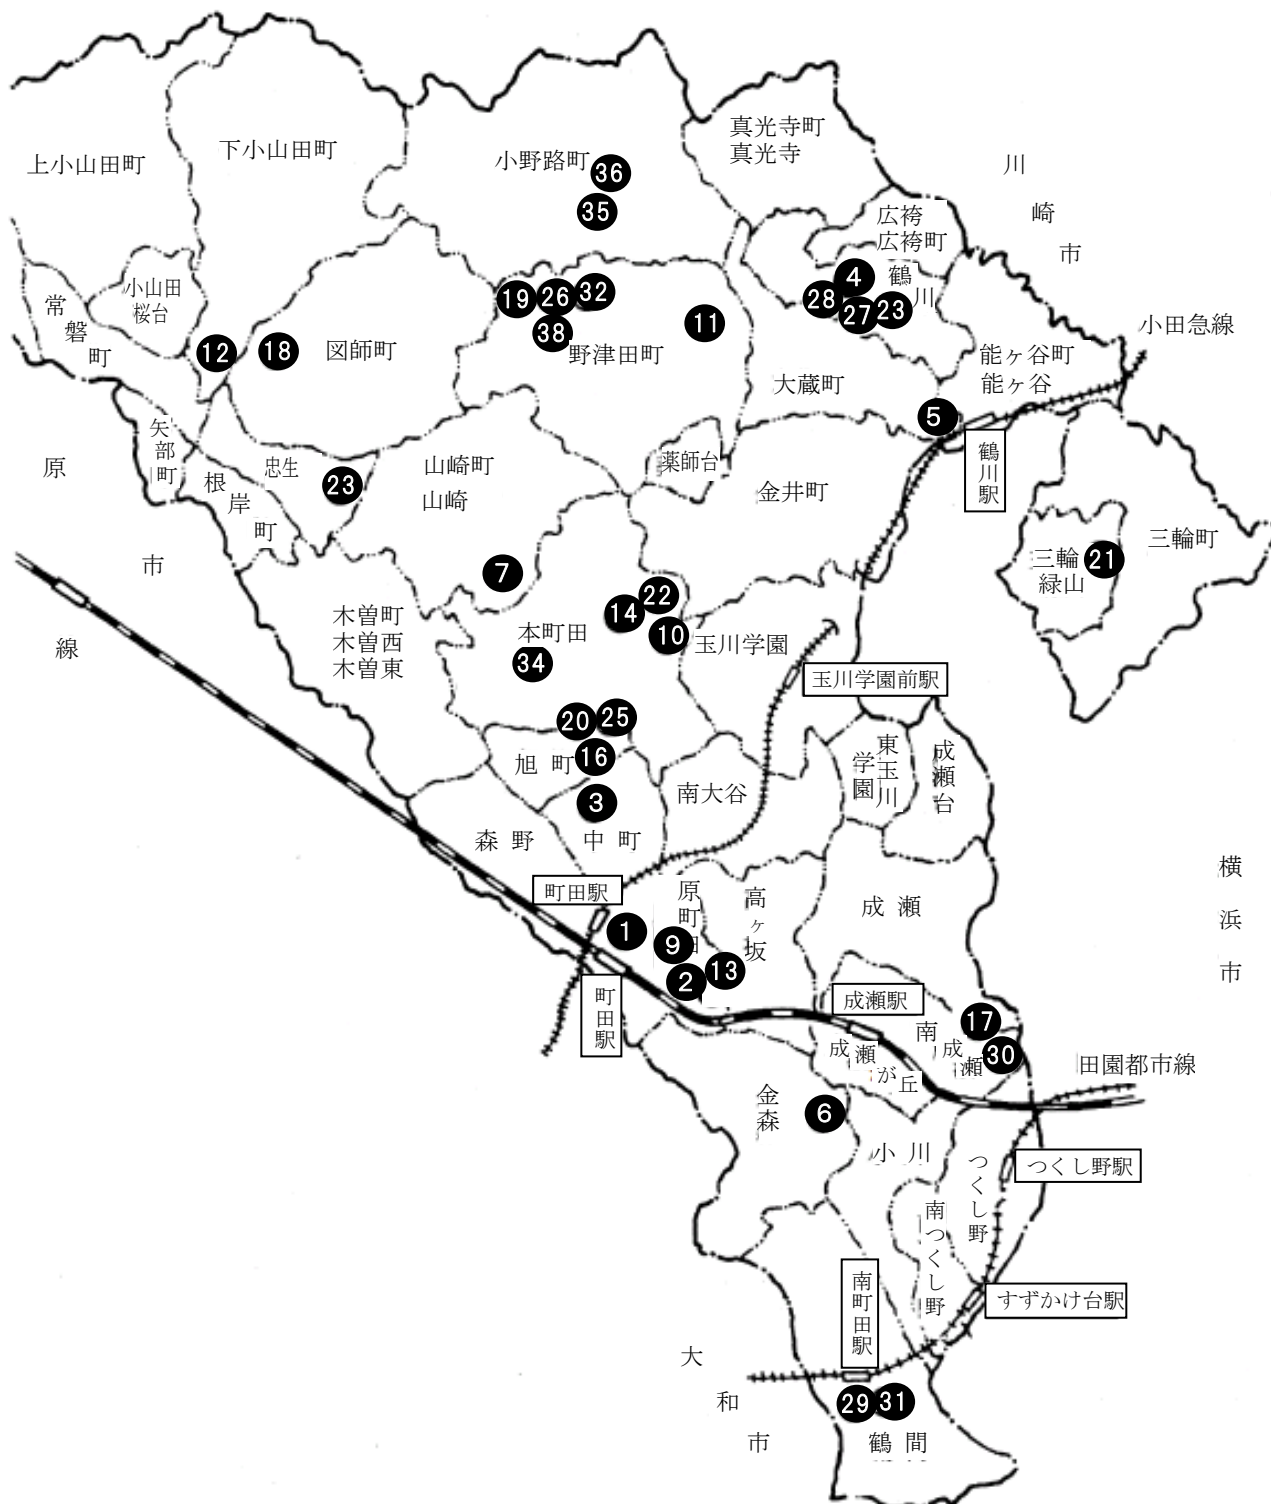 真光寺町
真光寺
下小山田町
上小山田町
小野路町
36
35
川崎市
広袴
広袴町
小山田
桜台
常磐町
19
26
32
38
11
4
28
27
23
鶴川
小田急線
12
18
図師町
野津田町
大蔵町
能ヶ谷町
能ヶ谷
5
鶴川駅
矢部町
根岸町
忠生
23
山崎町
山崎
薬師台
金井町
原市
線
三輪町
三輪
緑山
21
7
22
14
10
木曽町
木曽西
木曽東
本町田
34
玉川学園
玉川学園前駅
20
25
16
旭町
3
南大谷
東玉川
学園
成瀬台
森野
中町
町田駅
原町田
高ヶ坂
成瀬
横浜市
1
9
2
13
町田駅
成瀬駅
17
南成瀬
30
成瀬が丘
田園都市線
金森
6
小川
つくし野
つくし野駅
南つくし野
南町田駅
すずかけ台駅
大和市
29
31
鶴間